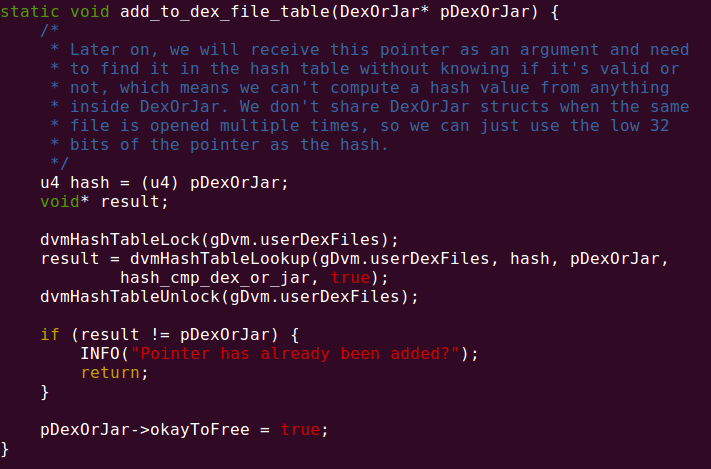 static void add_to_dex_file_table(DexOrJar* pDexOrJar) {
    /*
     * Later on, we will receive this pointer as an argument and need
     * to find it in the hash table without knowing if it's valid or
     * not, which means we can't compute a hash value from anything
     * inside DexOrJar. We don't share DexOrJar structs when the same
     * file is opened multiple times, so we can just use the low 32
     * bits of the pointer as the hash.
     */
    u4 hash = (u4) pDexOrJar;
    void* result;

    dvmHashTableLock(gDvm.userDexFiles);
    result = dvmHashTableLookup(gDvm.userDexFiles, hash, pDexOrJar,
            hash_cmp_dex_or_jar, true);
    dvmHashTableUnlock(gDvm.userDexFiles);

    if (result != pDexOrJar) {
        INFO("Pointer has already been added?");
        return;
    }

    pDexOrJar->okayToFree = true;
}